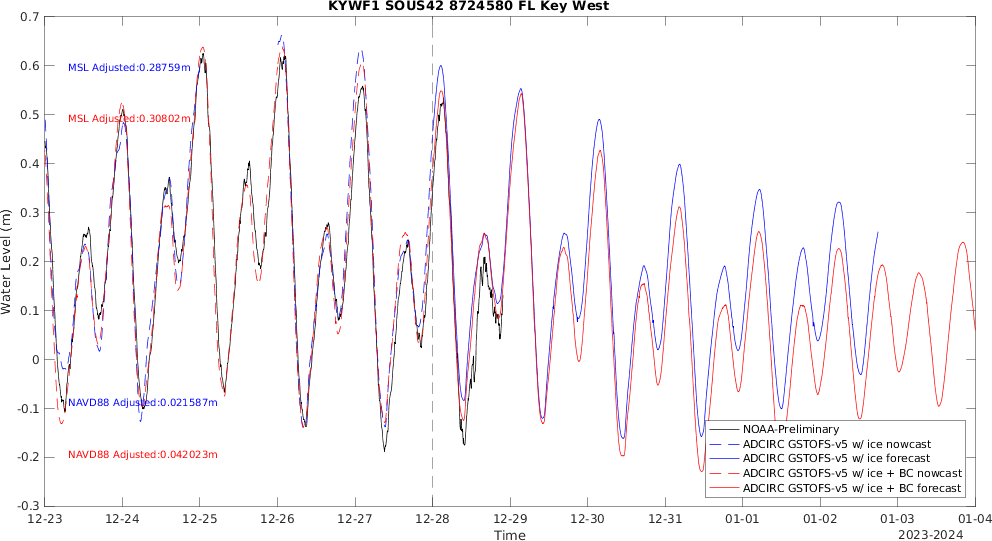 KYWF1 SOUS42 8724580 FL Key West
0.7
0.6
0.5
0.4
0.3
0.2
0.1
0
-0.1
-0.2
-0.3
Water Level (m)
MSL Adjusted:0.28759m
MSL Adjusted:0.30802m
NAVD88 Adjusted:0.021587m
NAVD88 Adjusted:0.042023m
NOAA-Preliminary
ADCIRC GSTOFS-v5 w/ ice nowcast
ADCIRC GSTOFS-v5 w/ ice forecast
ADCIRC GSTOFS-v5 w/ ice + BC nowcast
ADCIRC GSTOFS-v5 w/ ice + BC forecast
12-23 12-24 12-25 12-26 12-27 12-28 12-29 12-30 12-31 01-01 01-02 01-03 01-04
Time
2023-2024